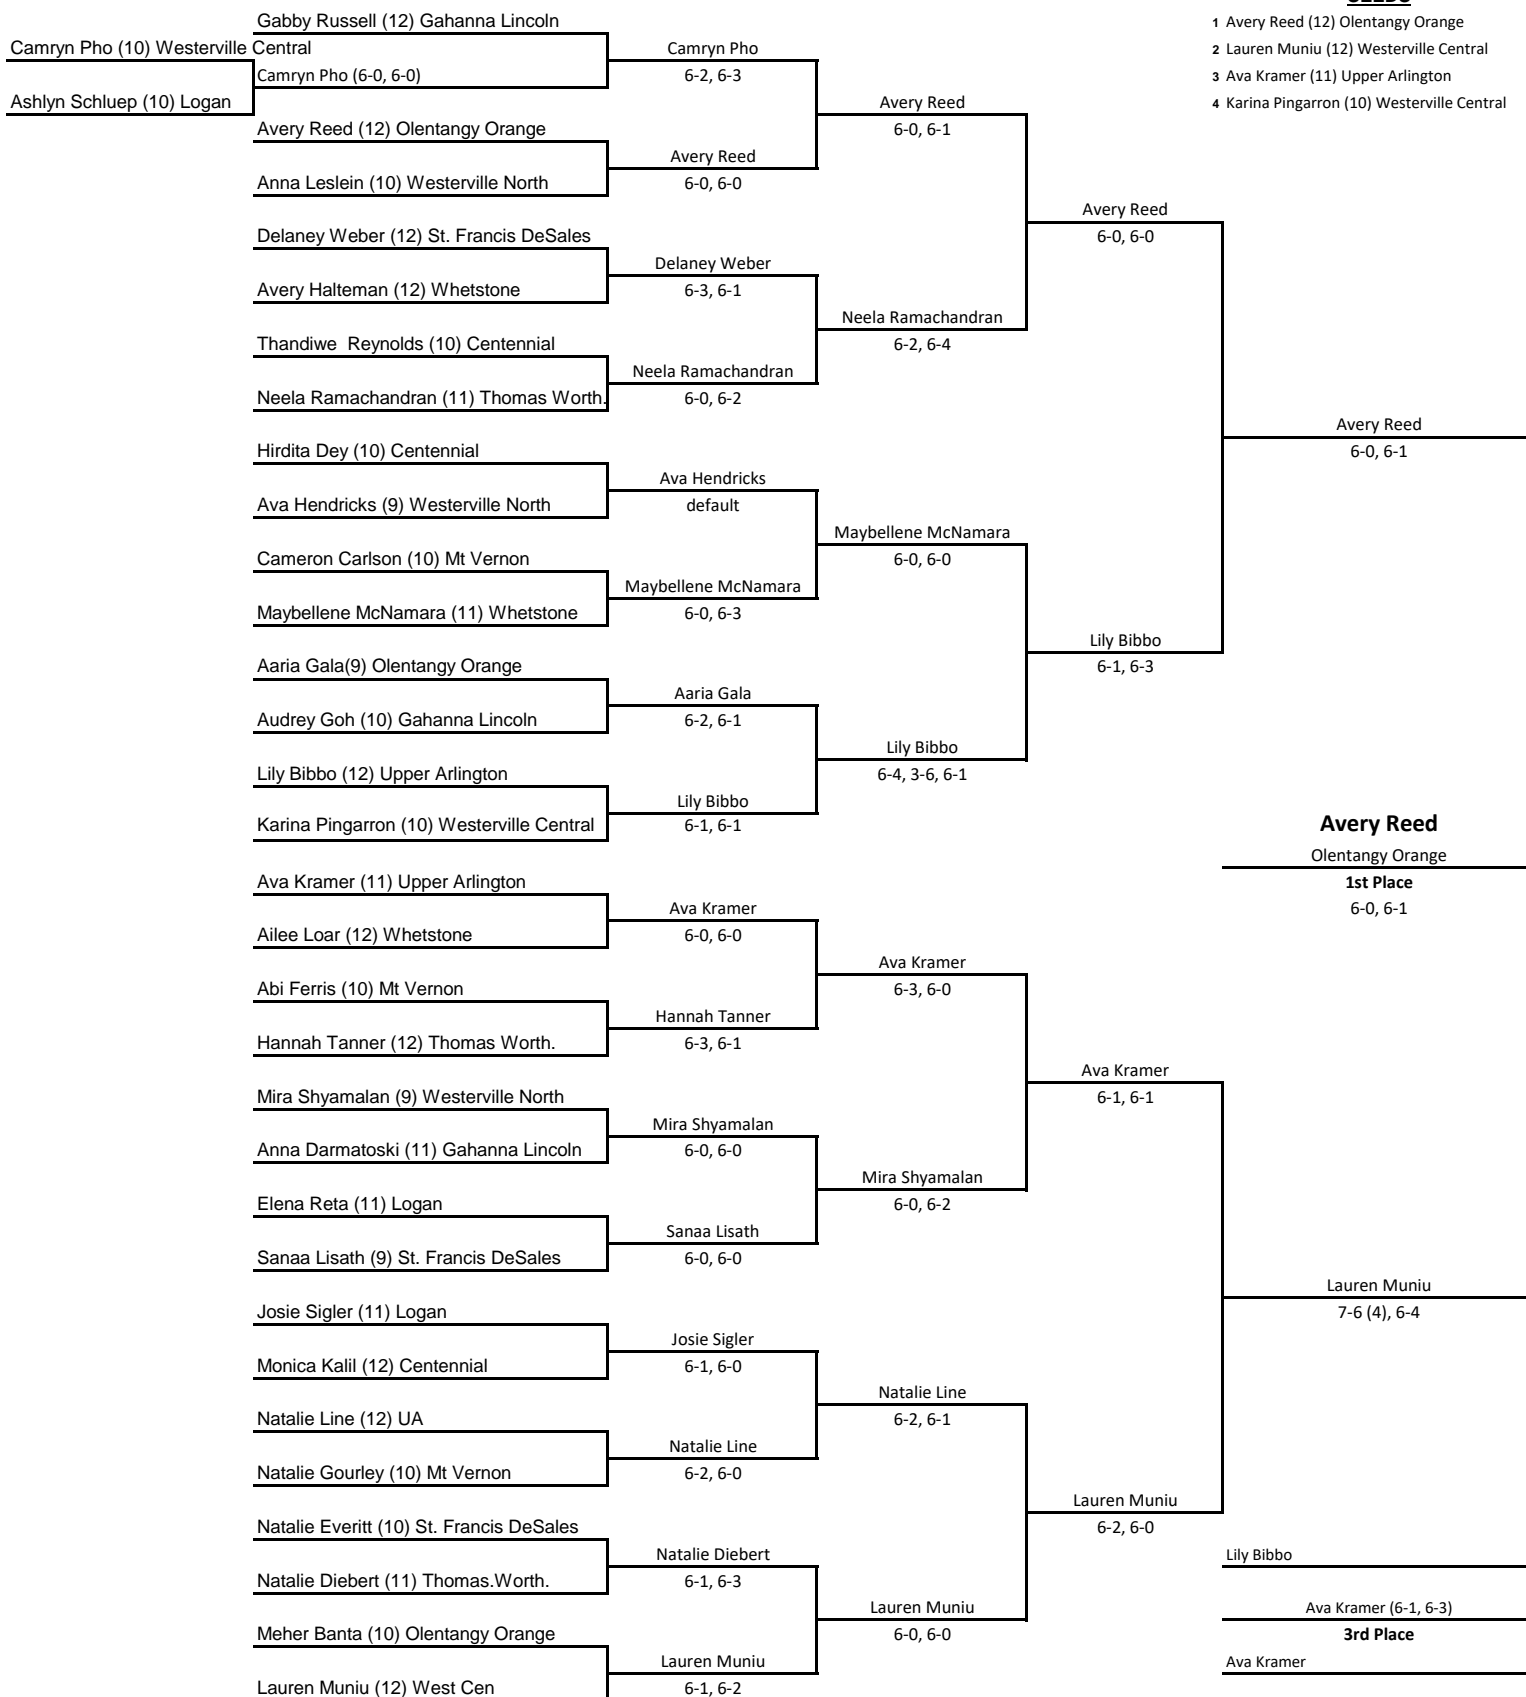 SEEDS
1 Avery Reed (12) Olentangy Orange
2 Lauren Muniu (12) Westerville Central
3 Ava Kramer (11) Upper Arlington
4 Karina Pingarron (10) Westerville Central
Camryn Pho (10) Westerville Central
Ashlyn Schluep (10) Logan
Gabby Russell (12) Gahanna Lincoln
Camryn Pho (6-0, 6-0)
Avery Reed (12) Olentangy Orange
Anna Leslein (10) Westerville North
Delaney Weber (12) St. Francis DeSales
Avery Halteman (12) Whetstone
Thandiwe  Reynolds (10) Centennial
Neela Ramachandran (11) Thomas Worth.
Hirdita Dey (10) Centennial
Ava Hendricks (9) Westerville North
Cameron Carlson (10) Mt Vernon
Maybellene McNamara (11) Whetstone
Aaria Gala(9) Olentangy Orange
Audrey Goh (10) Gahanna Lincoln
Lily Bibbo (12) Upper Arlington
Karina Pingarron (10) Westerville Central
Ava Kramer (11) Upper Arlington
Ailee Loar (12) Whetstone
Abi Ferris (10) Mt Vernon
Hannah Tanner (12) Thomas Worth.
Mira Shyamalan (9) Westerville North
Anna Darmatoski (11) Gahanna Lincoln
Elena Reta (11) Logan
Sanaa Lisath (9) St. Francis DeSales
Josie Sigler (11) Logan
Monica Kalil (12) Centennial
Natalie Line (12) UA
Natalie Gourley (10) Mt Vernon
Natalie Everitt (10) St. Francis DeSales
Natalie Diebert (11) Thomas.Worth.
Meher Banta (10) Olentangy Orange
Lauren Muniu (12) West Cen
Camryn Pho
6-2, 6-3
Avery Reed
6-0, 6-0
Delaney Weber
6-3, 6-1
Neela Ramachandran
6-0, 6-2
Ava Hendricks
default
Maybellene McNamara
6-0, 6-3
Aaria Gala
6-2, 6-1
Lily Bibbo
6-1, 6-1
Ava Kramer
6-0, 6-0
Hannah Tanner
6-3, 6-1
Mira Shyamalan
6-0, 6-0
Sanaa Lisath
6-0, 6-0
Josie Sigler
6-1, 6-0
Natalie Line
6-2, 6-0
Natalie Diebert
6-1, 6-3
Lauren Muniu
6-1, 6-2
Avery Reed
6-0, 6-1
Neela Ramachandran
6-2, 6-4
Maybellene McNamara
6-0, 6-0
Lily Bibbo
6-4, 3-6, 6-1
Ava Kramer
6-3, 6-0
Mira Shyamalan
6-0, 6-2
Natalie Line
6-2, 6-1
Lauren Muniu
6-0, 6-0
Avery Reed
6-0, 6-0
Lily Bibbo
6-1, 6-3
Ava Kramer
6-1, 6-1
Lauren Muniu
6-2, 6-0
Avery Reed
6-0, 6-1
Avery Reed
Olentangy Orange
1st Place
6-0, 6-1
Lauren Muniu
7-6 (4), 6-4
Lily Bibbo
Ava Kramer (6-1, 6-3)
3rd Place
Ava Kramer